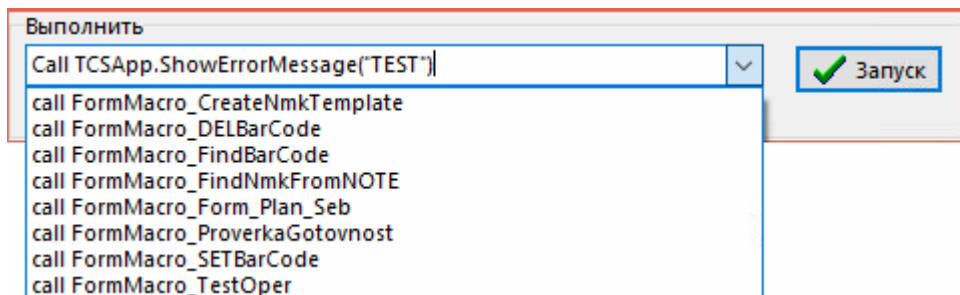 Выполнить
Call TCSApp.ShowErrorMessage("TEST")
Запуск
call FormMacro_CreateNmkTemplate
call FormMacro_DELBarCode
call FormMacro_FindBarCode
call FormMacro_FindNmkFromNOTE
call FormMacro_Form_Plan_Seb
call FormMacro_ProverkaGotovnost
call FormMacro_SETBarCode
call FormMacro_TestOper